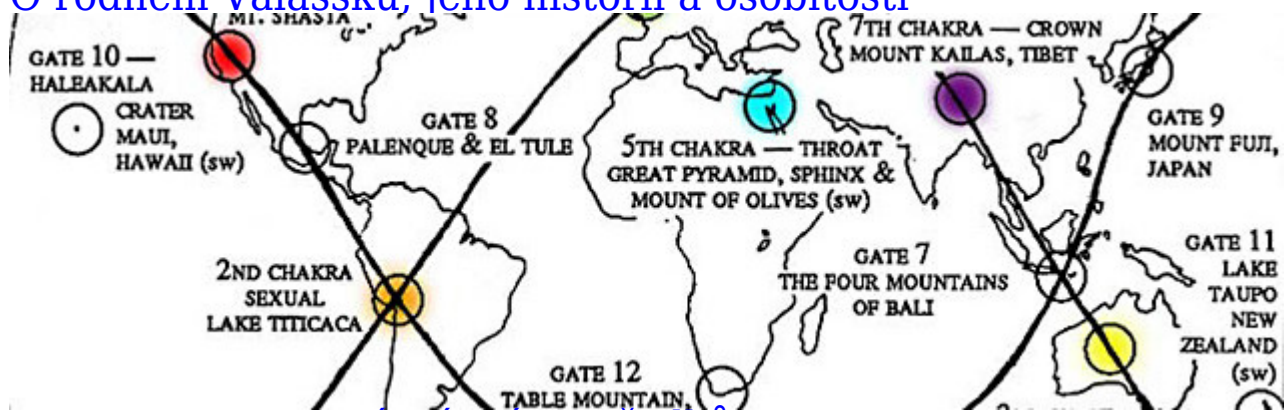 O rodném Valašsku, jeho historii a osobitosti
MT. SHASTA
GATE 10 —
HALEAKALA
CRATER
MAUI,
HAWAII (sw)
GATE 8
PALENQUE & EL TULE
7TH CHAKRA — CROWN
MOUNT KAILAS, TIBET
5TH CHAKRA — THROAT
GREAT PYRAMID, SPHINX &
MOUNT OF OLIVES (sw)
GATE 9
MOUNT FUJI,
JAPAN
2ND CHAKRA
SEXUAL
LAKE TITICACA
GATE 7
THE FOUR MOUNTAINS
OF BALI
GATE 11
LAKE
TAUPO
NEW
ZEALAND
(sw)
GATE 12
TABLE MOUNTAIN,